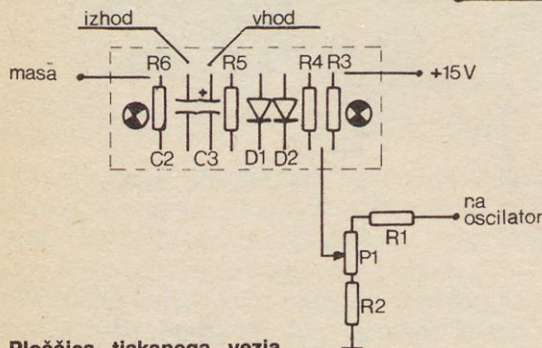 izhod vhod
masa R6 + R5 R4 R3 +15V
C2 C3 D1 D2
na
oscilator
R1
P1
R2
Ploščica tiskanega vezja